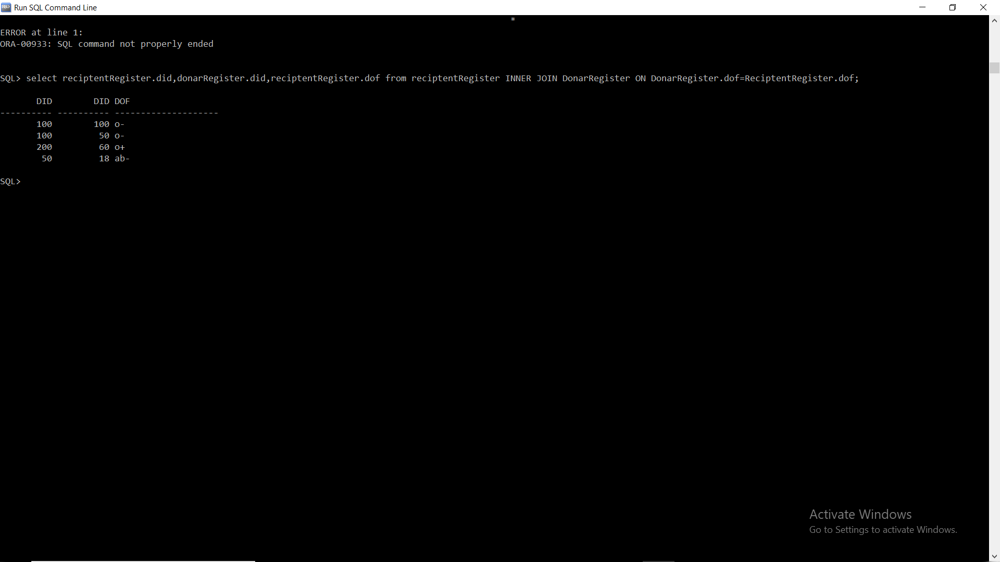 Run SQL Command Line
*
ERROR at line 1:
ORA-00933: SQL command not properly ended
SQL> select reciptentRegister.did,donarRegister.did,reciptentRegister.dof from reciptentRegister INNER JOIN DonarRegister ON DonarRegister.dof=ReciptentRegister.dof;
DID DID DOF
---------- ---------- --------------------
100 100 o-
100 50 o-
200 60 o+
50 18 ab-
SQL>
Activate Windows
Go to Settings to activate Windows.